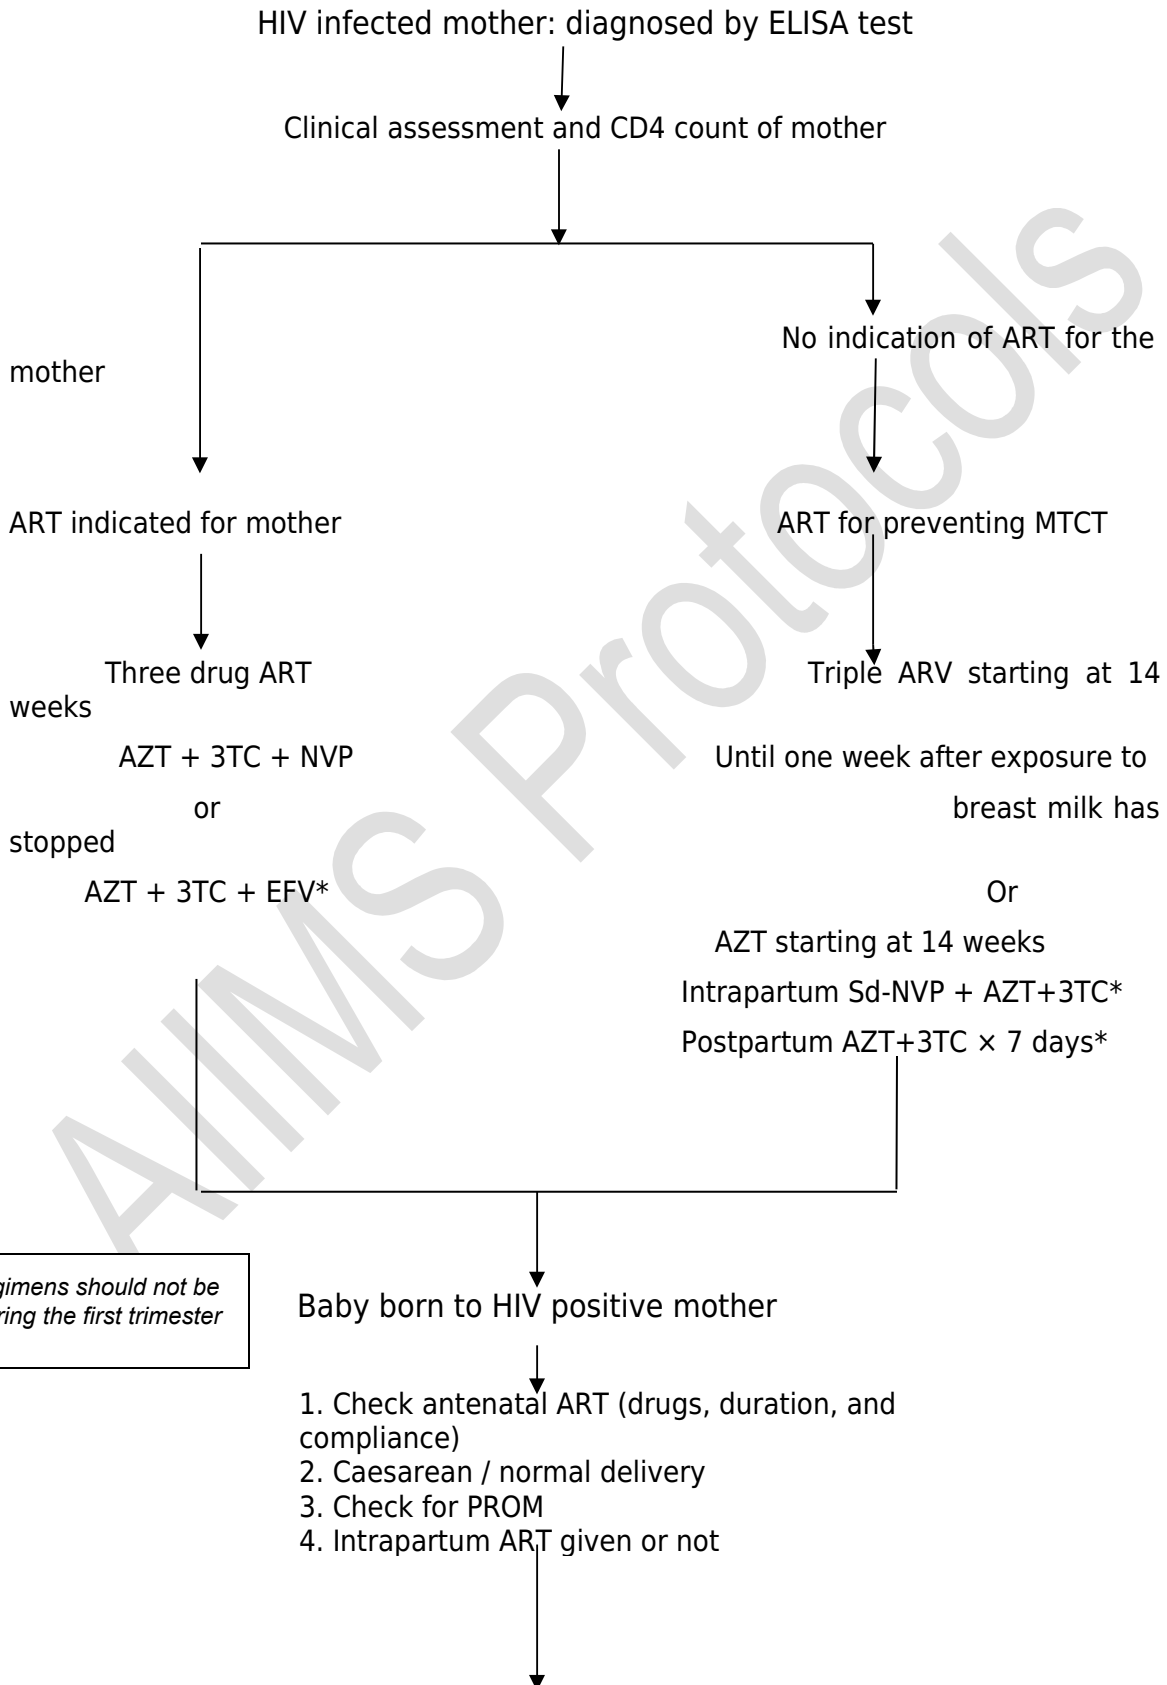 HIV infected mother: diagnosed by ELISA test
Clinical assessment and CD4 count of mother
No indication of ART for the
mother
ART indicated for mother
ART for preventing MTCT
Three drug ART
Triple ARV starting at 14
weeks
AZT + 3TC + NVP
Until one week after exposure to
or
breast milk has
stopped
AZT + 3TC + EFV*
Or
AZT starting at 14 weeks
Intrapartum Sd-NVP + AZT+3TC*
Postpartum AZT+3TC × 7 days*
should not be
the first trimester
Baby born to HIV positive mother
1. Check antenatal ART (drugs, duration, and
compliance)
2. Caesarean / normal delivery
3. Check for PROM
4. Intrapartum ART given or not
AIIMS Protocols